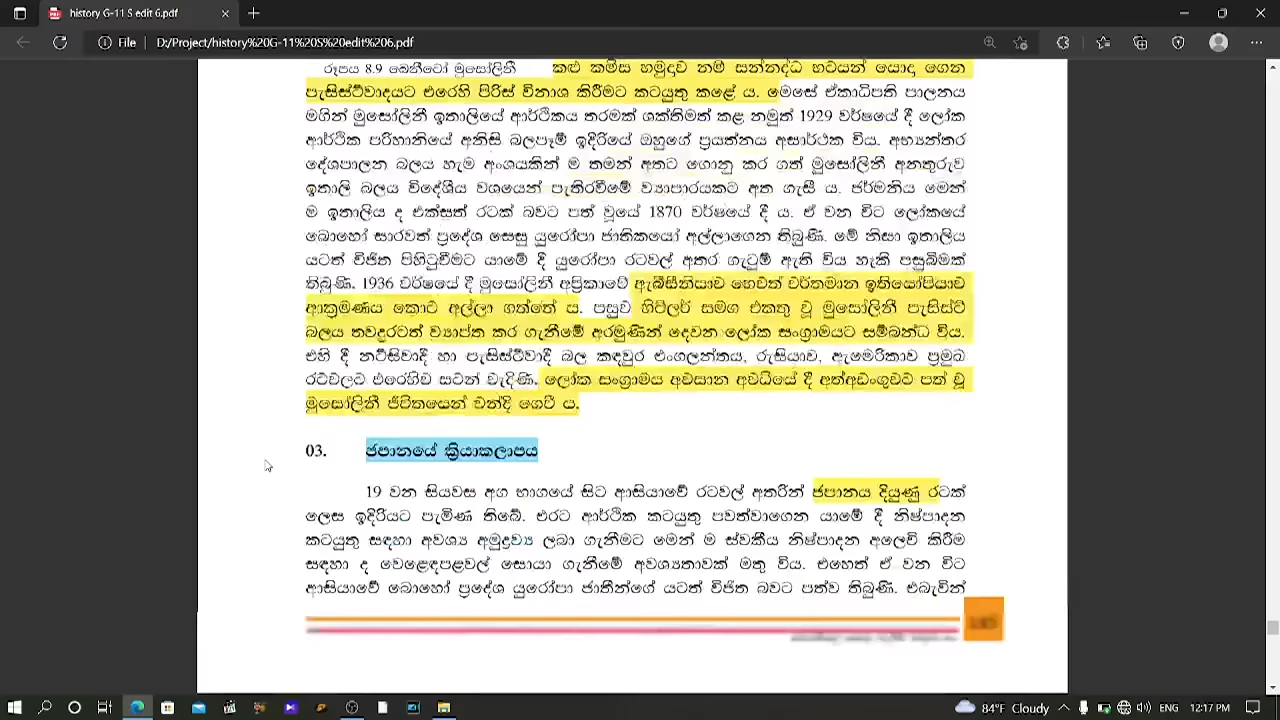 history G-11 S edit 6.pdf
File D:/Project/history%20G-11%20S%20edit%206.pdf
රූපය 8.9 බෙනීටෝ මුසෝලිනී කළු කමිස හමුදාව නම් සන්නද්ධ භටයන් යොදා ගෙන
පැසිස්ට්වාදයට එරෙහි පිරිස් විනාශ කිරීමට කටයුතු කළේ ය. මෙසේ ඒකාධිපති පාලනය
මගින් මුසෝලිනී ඉතාලියේ ආර්ථිකය තරමක් ශක්තිමත් කළ නමුත් 1929 වර්ෂයේ දී ලෝක
ආර්ථික පරිහානියේ අනිසි බලපෑම් ඉදිරියේ ඔහුගේ ප්‍රයත්නය අසාර්ථක විය. අභ්‍යන්තර
දේශපාලන බලය හැම අංශයකින් ම තමන් අතට ගොනු කර ගත් මුසෝලිනී අනතුරුව
ඉතාලි බලය විදේශීය වශයෙන් පැතිරවීමේ ව්‍යාපාරයකට අත ගැසී ය. ජර්මනිය මෙන්
ම ඉතාලිය ද එක්සත් රටක් බවට පත් වූයේ 1870 වර්ෂයේ දී ය. ඒ වන විට ලෝකයේ
බොහෝ සාරවත් ප්‍රදේශ සෙසු යුරෝපා ජාතිකයෝ අල්ලාගෙන තිබුණි. මේ නිසා ඉතාලිය
යටත් විජිත පිහිටුවීමට යාමේ දී යුරෝපා රටවල් අතර ගැටුම් ඇති විය හැකි පසුබිමක්
තිබුණි. 1936 වර්ෂයේ දී මුසෝලිනී අප්‍රිකාවේ ඇබිසීනියාව හෙවත් වර්තමාන ඉතියෝපියාව
ආක්‍රමණය කොට අල්ලා ගත්තේ ය. පසුව හිට්ලර් සමග එකතු වූ මුසෝලිනී පැසිස්ට්
බලය තවදුරටත් ව්‍යාප්ත කර ගැනීමේ අරමුණින් දෙවන ලෝක සංග්‍රාමයට සම්බන්ධ විය.
එහි දී නට්සිවාදී හා පැසිස්ට්වාදී බල කඳවුර එංගලන්තය, රුසියාව, ඇමෙරිකාව ප්‍රමුඛ
රටවලට එරෙහිව සටන් වැදිණි. ලෝක සංග්‍රාමය අවසාන අවධියේ දී අත්අඩංගුවට පත් වූ
මුසෝලිනී ජීවිතයෙන් වන්දි ගෙවී ය.
03. ජපානයේ ක්‍රියාකලාපය
19 වන සියවස අග භාගයේ සිට ආසියාවේ රටවල් අතරින් ජපානය දියුණු රටක්
ලෙස ඉදිරියට පැමිණ තිබේ. එරට ආර්ථික කටයුතු පවත්වාගෙන යාමේ දී නිෂ්පාදන
කටයුතු සඳහා අවශ්‍ය අමුද්‍රව්‍ය ලබා ගැනීමට මෙන් ම ස්වකීය නිෂ්පාදන අලෙවි කිරීම
සඳහා ද වෙළෙඳපළවල් සොයා ගැනීමේ අවශ්‍යතාවක් මතු විය. එහෙත් ඒ වන විට
ආසියාවේ බොහෝ ප්‍රදේශ යුරෝපා ජාතීන්ගේ යටත් විජිත බවට පත්ව තිබුණි. එබැවින්
84°F Cloudy ENG 12:17 PM